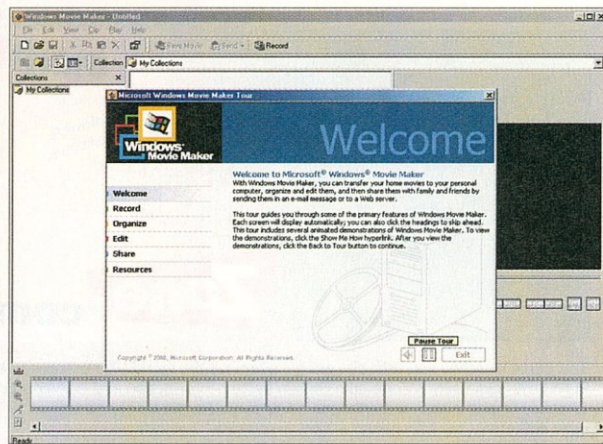 Windows Movie Maker - Untitled
File Edit View Clip Play Help
Save Movie Send Record
Collection: My Collections
Collections
My Collections
Microsoft Windows Movie Maker Tour
Windows
Movie Maker
Welcome
Welcome
Record
Organize
Edit
Share
Resources
Welcome to Microsoft® Windows® Movie Maker
With Windows Movie Maker, you can transfer your home movies to your personal
computer, organize and edit them, and then share them with family and friends by
sending them in an e-mail message or to a Web server.
This tour guides you through some of the primary features of Windows Movie Maker.
Each screen will display automatically; you can also click the headings to skip ahead.
This tour includes several animated demonstrations of Windows Movie Maker. To view
the demonstrations, click the Show Me How hyperlink. After you view the
demonstrations, click the Back to Tour button to continue.
Pause Tour
Exit
Copyright © 2000, Microsoft Corporation. All Rights Reserved.
Ready